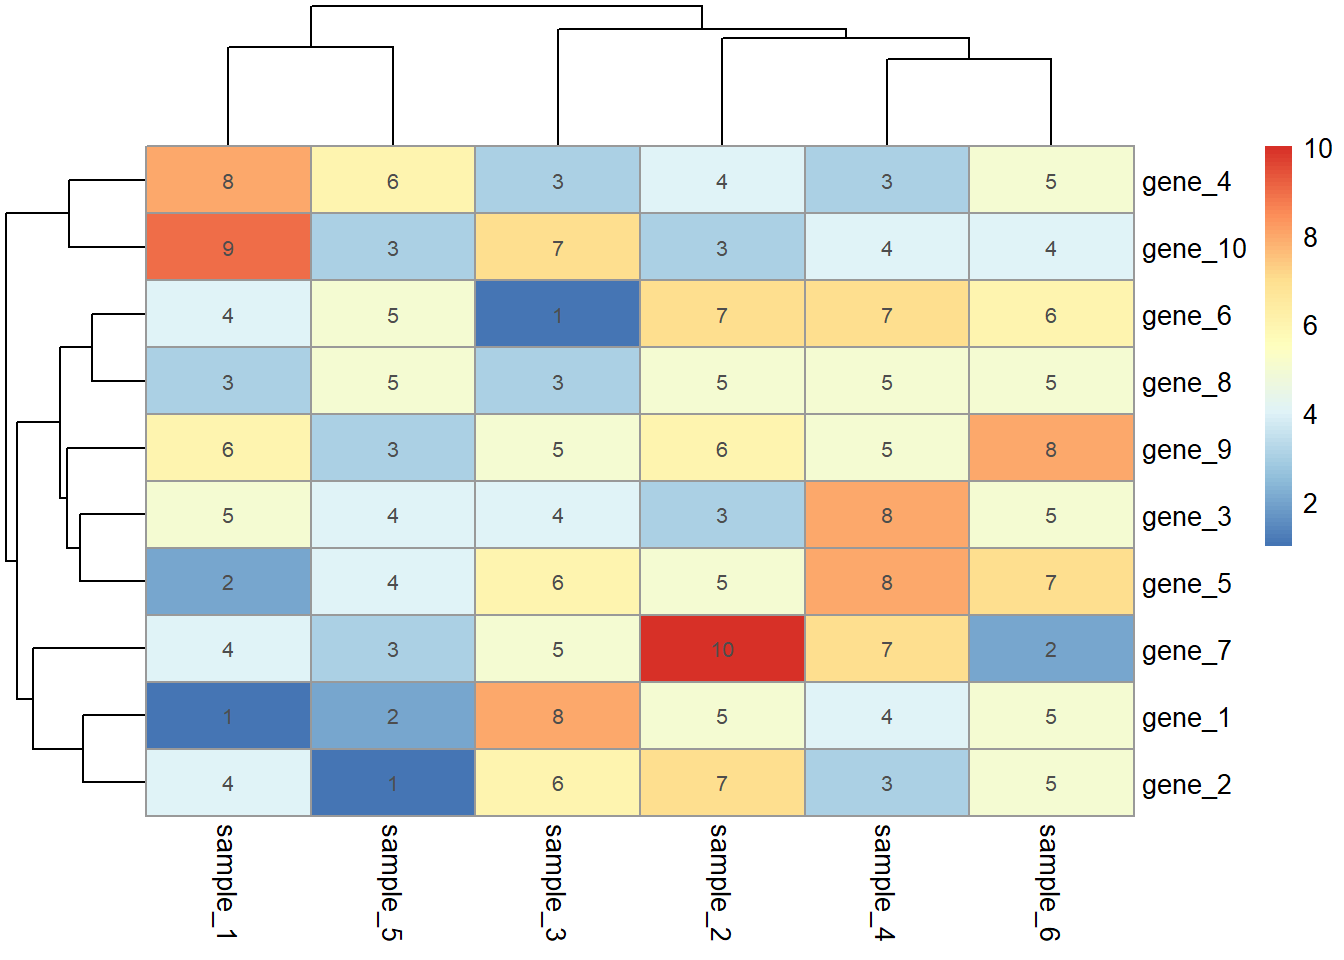 8 6 3 4 3 5 gene_4
9 3 7 3 4 4 gene_10
4 5 1 7 7 6 gene_6
3 5 3 5 5 5 gene_8
6 3 5 6 5 8 gene_9
5 4 4 3 8 5 gene_3
2 4 6 5 8 7 gene_5
4 3 5 10 7 2 gene_7
1 2 8 5 4 5 gene_1
4 1 6 7 3 5 gene_2
sample_1
sample_5
sample_3
sample_2
sample_4
sample_6
10
8
6
4
2